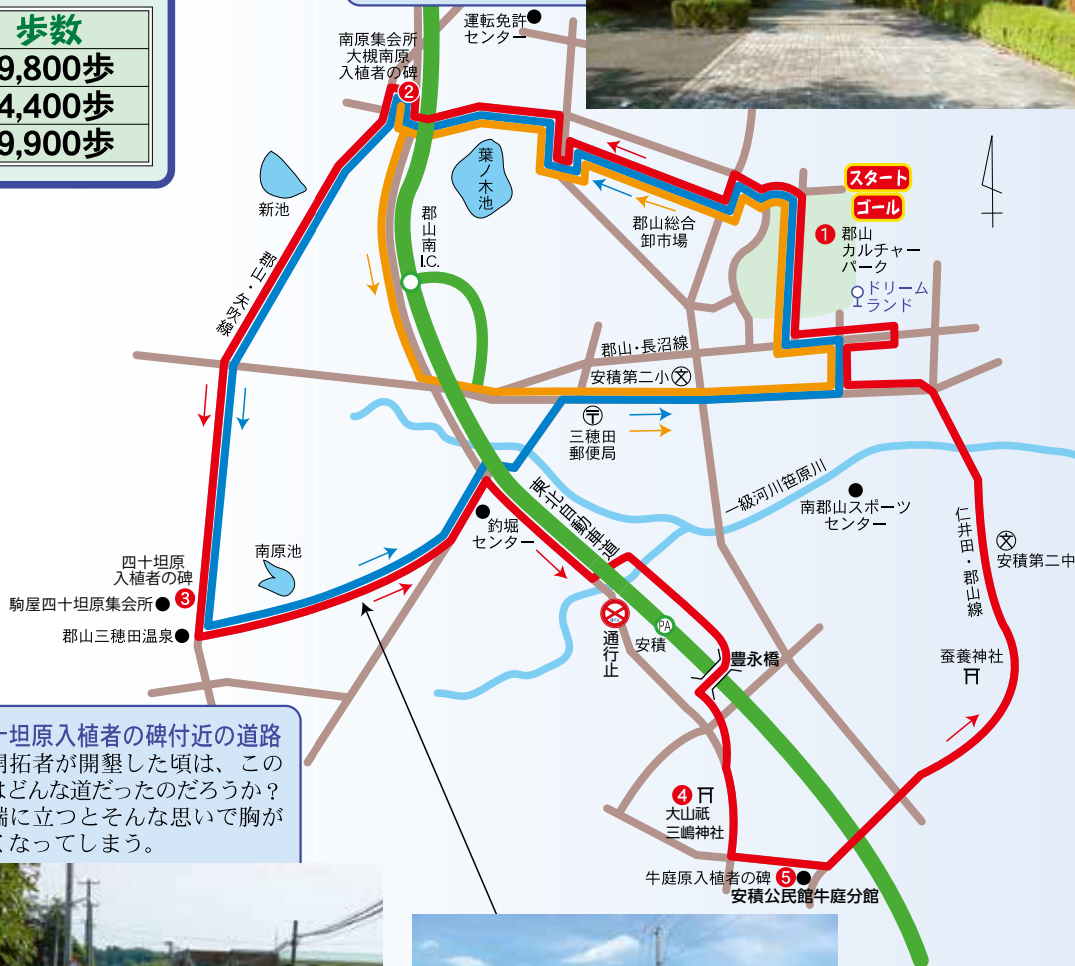 歩数
9,800歩
4,400歩
9,900歩
運転免許
センター
南原集会所
大槻南原
入植者の碑
2
新池
葉ノ木池
郡山南I.C.
郡山総合
卸市場
スタート
ゴール
1 郡山
カルチャー
パーク
ドリーム
ランド
郡山・矢吹線
郡山・長沼線
安積第二小 文
〒
三穂田
郵便局
一級河川笹原川
東北自動車道
釣堀
センター
南郡山スポーツ
センター
仁井田・郡山線
文
安積第二中
四十坦原
入植者の碑
駒屋四十坦原集会所 3
郡山三穂田温泉
南原池
通行止
PA
安積
豊永橋
蚕養神社
4
大山祇
三嶋神社
牛庭原入植者の碑 5
安積公民館牛庭分館
十坦原入植者の碑付近の道路
開拓者が開墾した頃は、この
はどんな道だったのだろうか？
端に立つとそんな思いで胸が
くなってしまう。